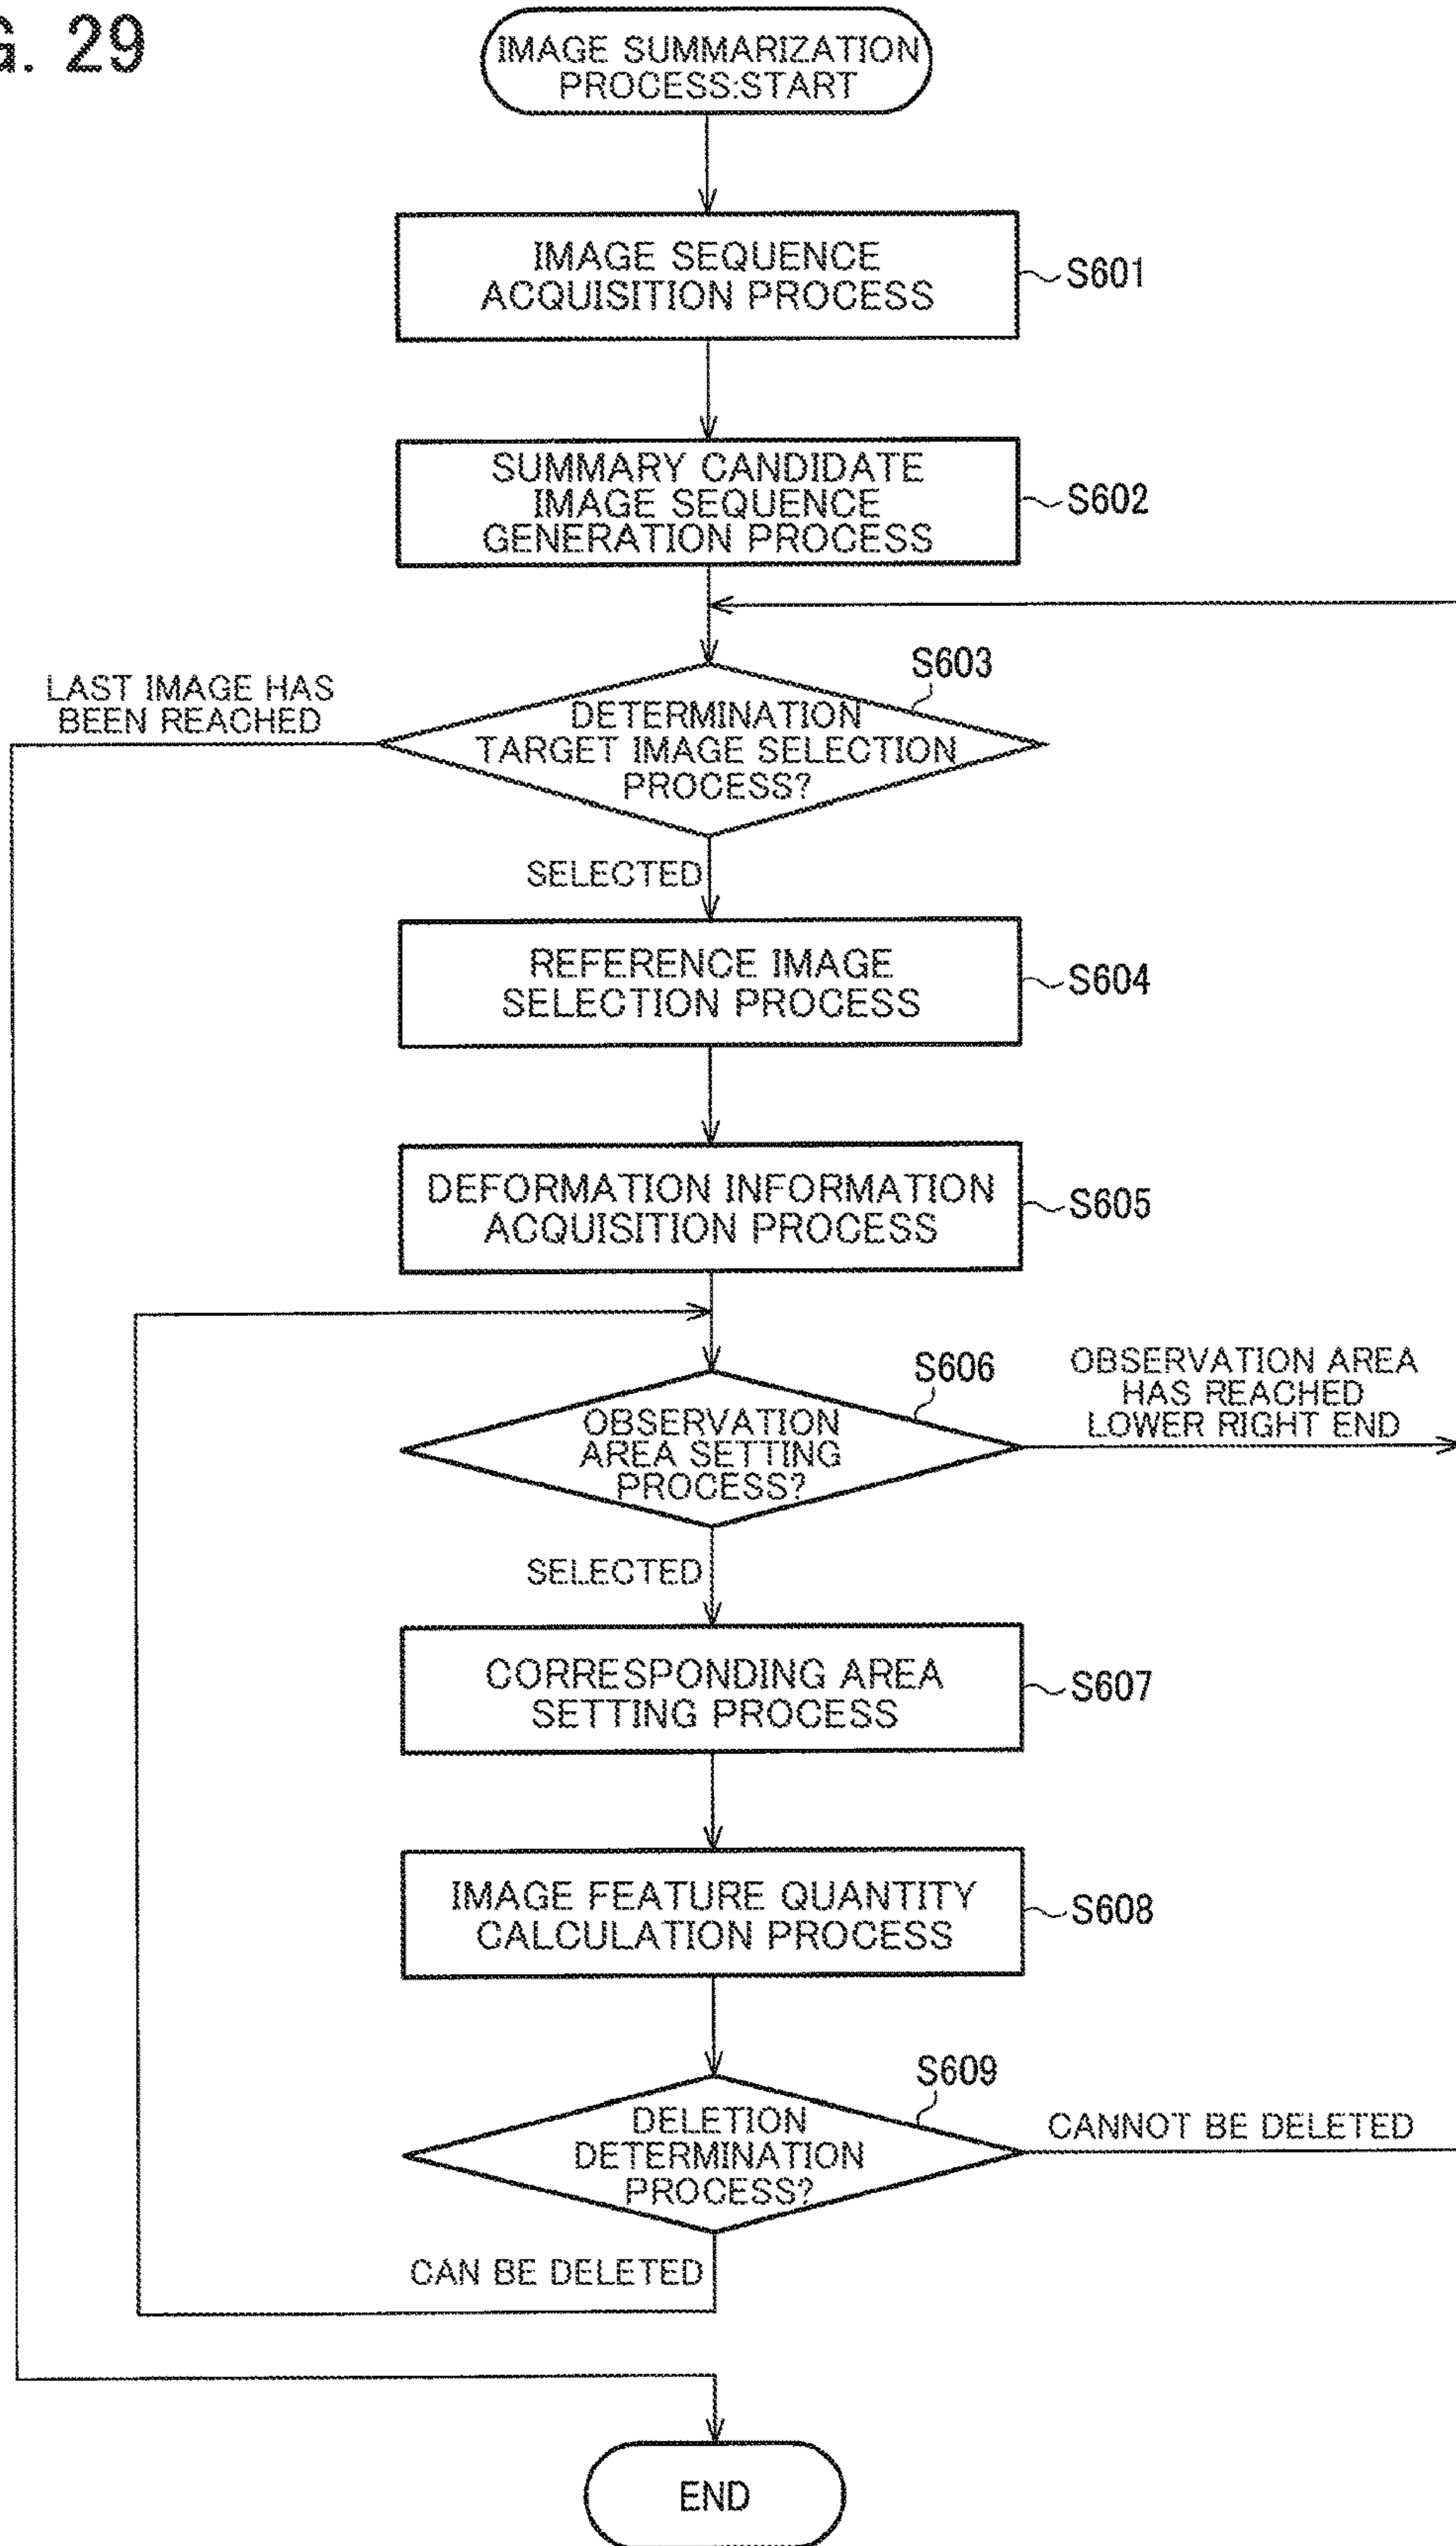 G. 29
IMAGE SUMMARIZATION
PROCESS:START
IMAGE SEQUENCE
ACQUISITION PROCESS
S601
SUMMARY CANDIDATE
IMAGE SEQUENCE
GENERATION PROCESS
S602
S603
LAST IMAGE HAS
BEEN REACHED
DETERMINATION
TARGET IMAGE SELECTION
PROCESS?
SELECTED
REFERENCE IMAGE
SELECTION PROCESS
S604
DEFORMATION INFORMATION
ACQUISITION PROCESS
S605
S606
OBSERVATION AREA
HAS REACHED
LOWER RIGHT END
OBSERVATION
AREA SETTING
PROCESS?
SELECTED
CORRESPONDING AREA
SETTING PROCESS
S607
IMAGE FEATURE QUANTITY
CALCULATION PROCESS
S608
S609
DELETION
DETERMINATION
PROCESS?
CANNOT BE DELETED
CAN BE DELETED
END